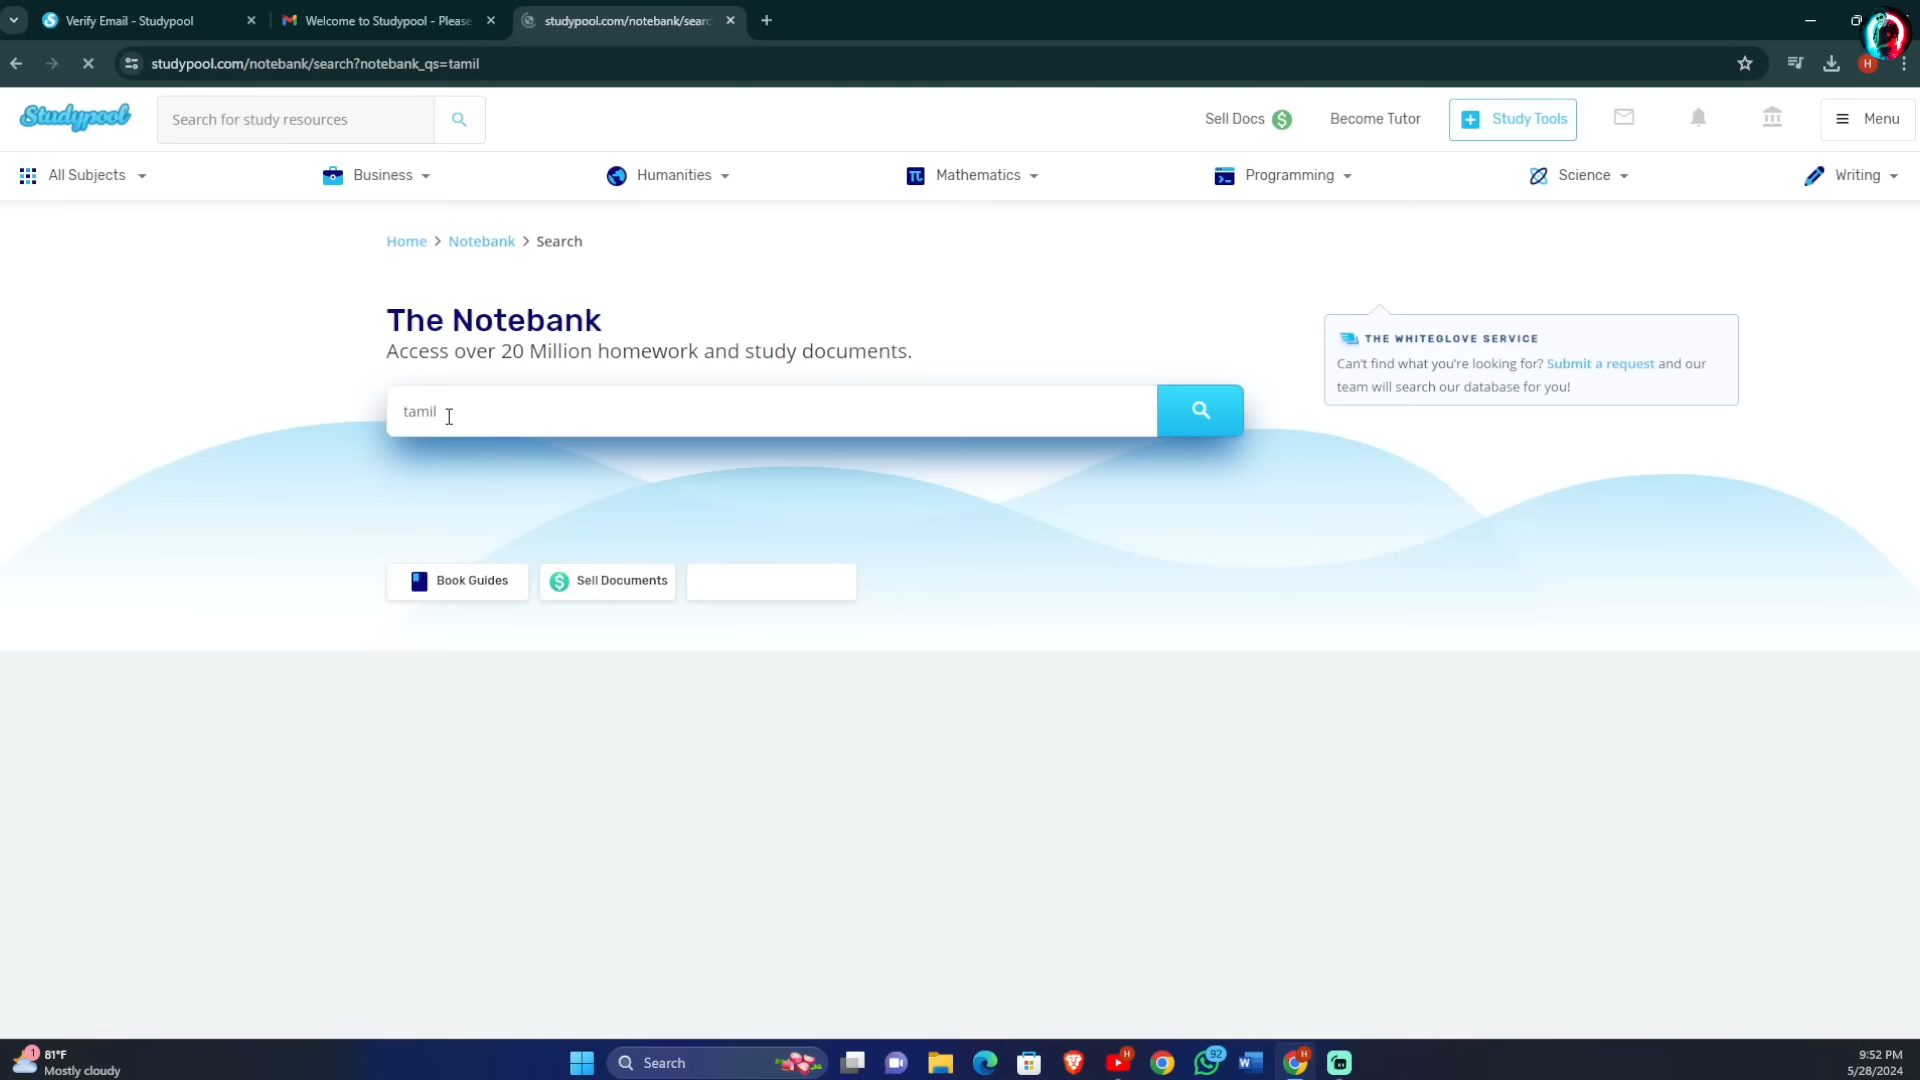 Verify Email - Studypool
Welcome to Studypool - Please
studypool.com/notebank/searc
studypool.com/notebank/search?notebank_qs=tamil
H
Studypool
Search for study resources
Sell Docs
$
Become Tutor
Study Tools
Menu
All Subjects
Business
Humanities
π
Mathematics
Programming
Science
Writing
Home > Notebank > Search
The Notebank
Access over 20 Million homework and study documents.
tamil
THE WHITEGLOVE SERVICE
Can't find what you're looking for? Submit a request and our
team will search our database for you!
Book Guides
$
Sell Documents
1
81°F
Mostly cloudy
Search
H
92
W
H
9:52 PM
5/28/2024